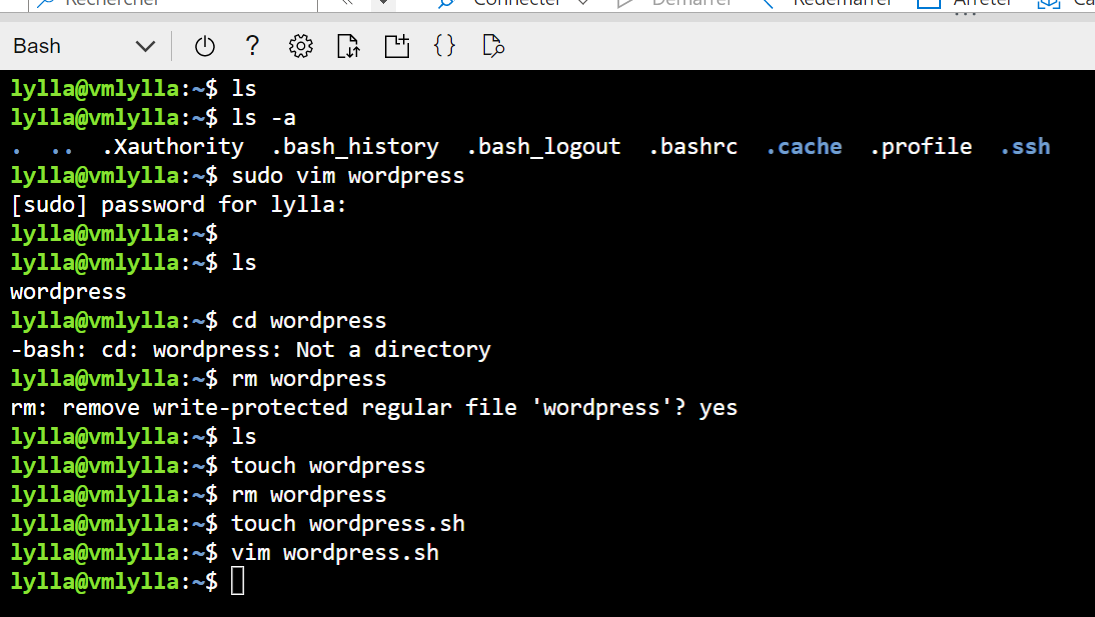 Rechercher Connecter Démarrer Redémarrer Arrêter
Bash
lylla@vmlylla:~$ ls
lylla@vmlylla:~$ ls -a
. .. .Xauthority .bash_history .bash_logout .bashrc .cache .profile .ssh
lylla@vmlylla:~$ sudo vim wordpress
[sudo] password for lylla:
lylla@vmlylla:~$
lylla@vmlylla:~$ ls
wordpress
lylla@vmlylla:~$ cd wordpress
-bash: cd: wordpress: Not a directory
lylla@vmlylla:~$ rm wordpress
rm: remove write-protected regular file 'wordpress'? yes
lylla@vmlylla:~$ ls
lylla@vmlylla:~$ touch wordpress
lylla@vmlylla:~$ rm wordpress
lylla@vmlylla:~$ touch wordpress.sh
lylla@vmlylla:~$ vim wordpress.sh
lylla@vmlylla:~$